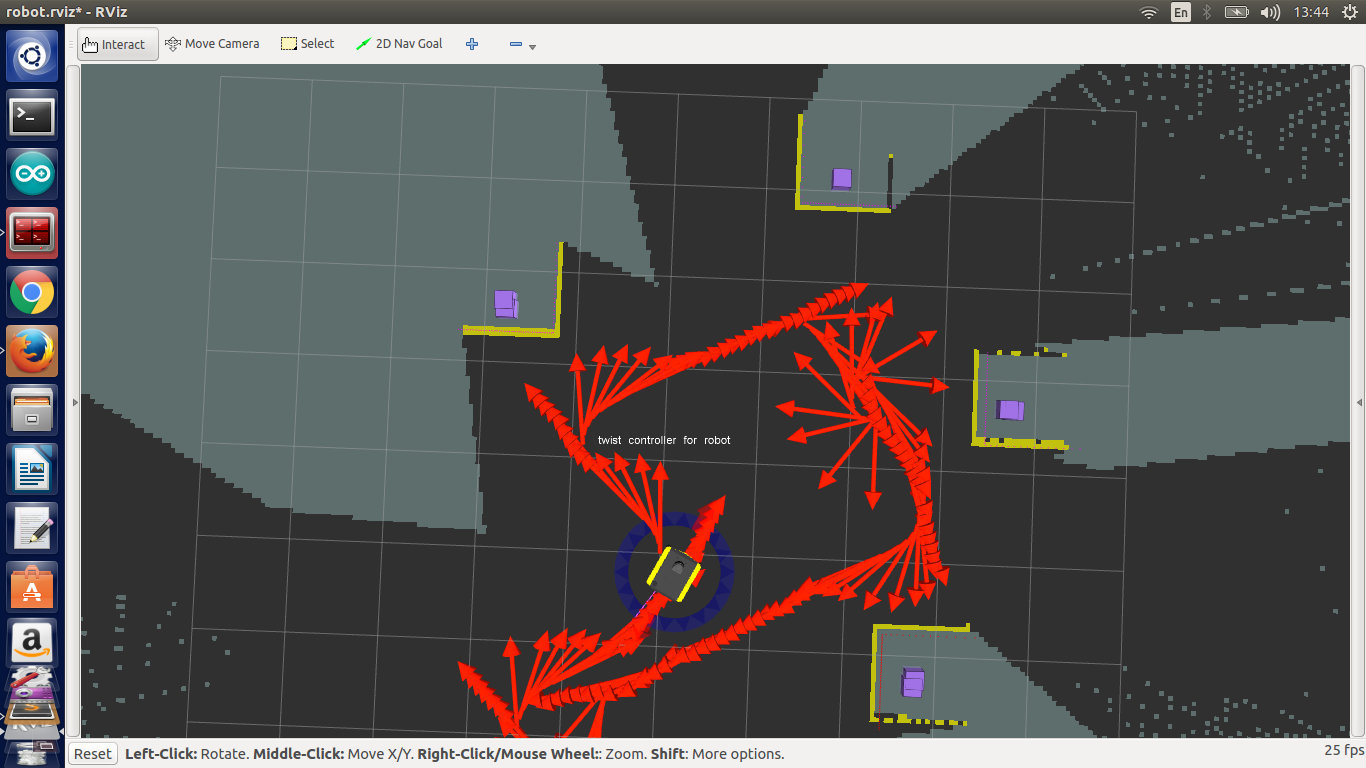 robot.rviz* - RViz
En
13:44
Interact
Move Camera
Select
2D Nav Goal
twist controller for robot
Reset
Left-Click: Rotate. Middle-Click: Move X/Y. Right-Click/Mouse Wheel:: Zoom. Shift: More options.
25 fps